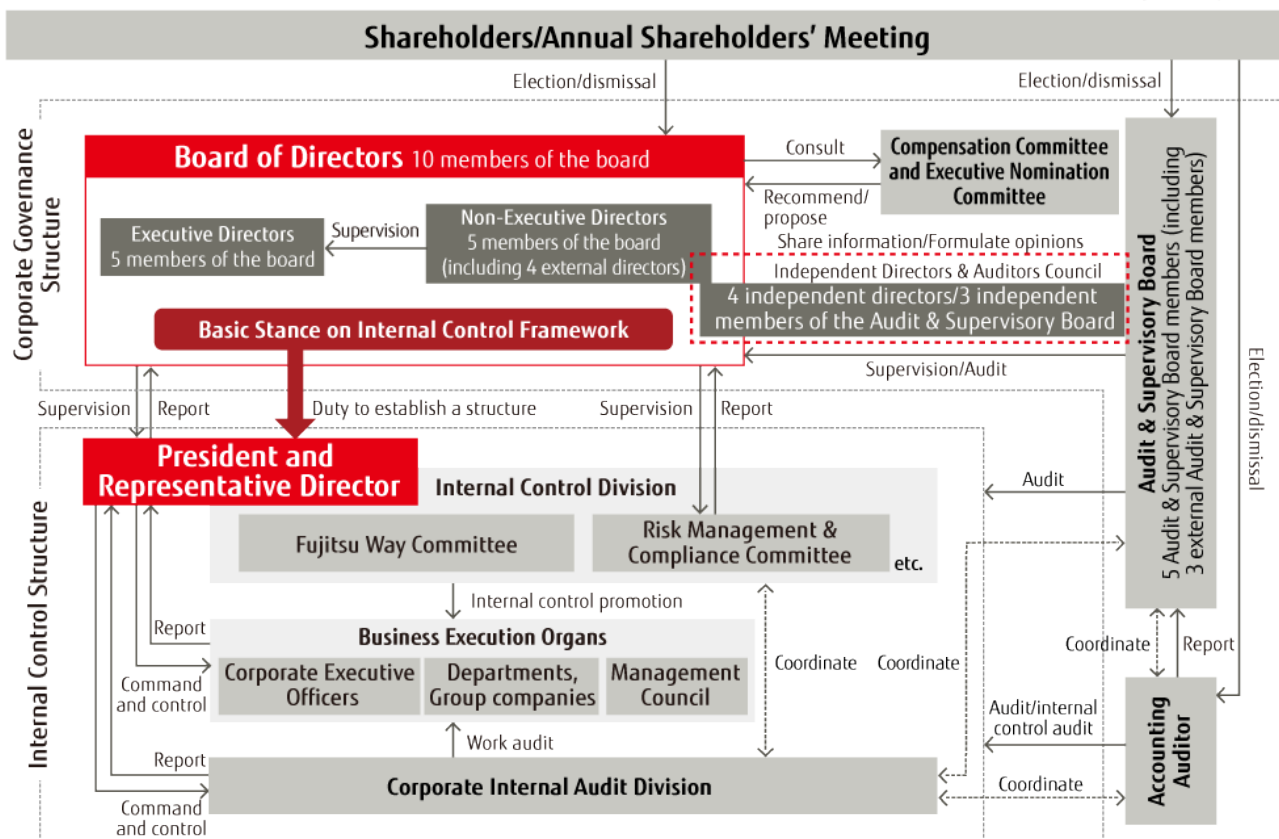 Shareholders/Annual Shareholders' Meeting
Election/dismissal
Election/dismissal
Corporate Governance
Structure
Board of Directors 10 members of the board
Consult
Recommend/
propose
Compensation Committee
and Executive Nomination
Committee
Executive Directors
5 members of the board
Supervision
Non-Executive Directors
5 members of the board
(including 4 external directors)
Share information/Formulate opinions
Independent Directors & Auditors Council
4 independent directors/3 independent
members of the Audit & Supervisory Board
Basic Stance on Internal Control Framework
Supervision/Audit
Audit & Supervisory Board
5 Audit & Supervisory Board members (including
3 external Audit & Supervisory Board members)
Election/dismissal
Supervision
Report
Duty to establish a structure
Supervision
Report
Internal Control Structure
President and
Representative Director
Internal Control Division
Fujitsu Way Committee
Risk Management &
Compliance Committee
etc.
Audit
Internal control promotion
Report
Business Execution Organs
Corporate Executive
Officers
Departments,
Group companies
Management
Council
Command
and control
Coordinate
Coordinate
Coordinate
Report
Audit/internal
control audit
Accounting
Auditor
Work audit
Report
Corporate Internal Audit Division
Coordinate
Command
and control